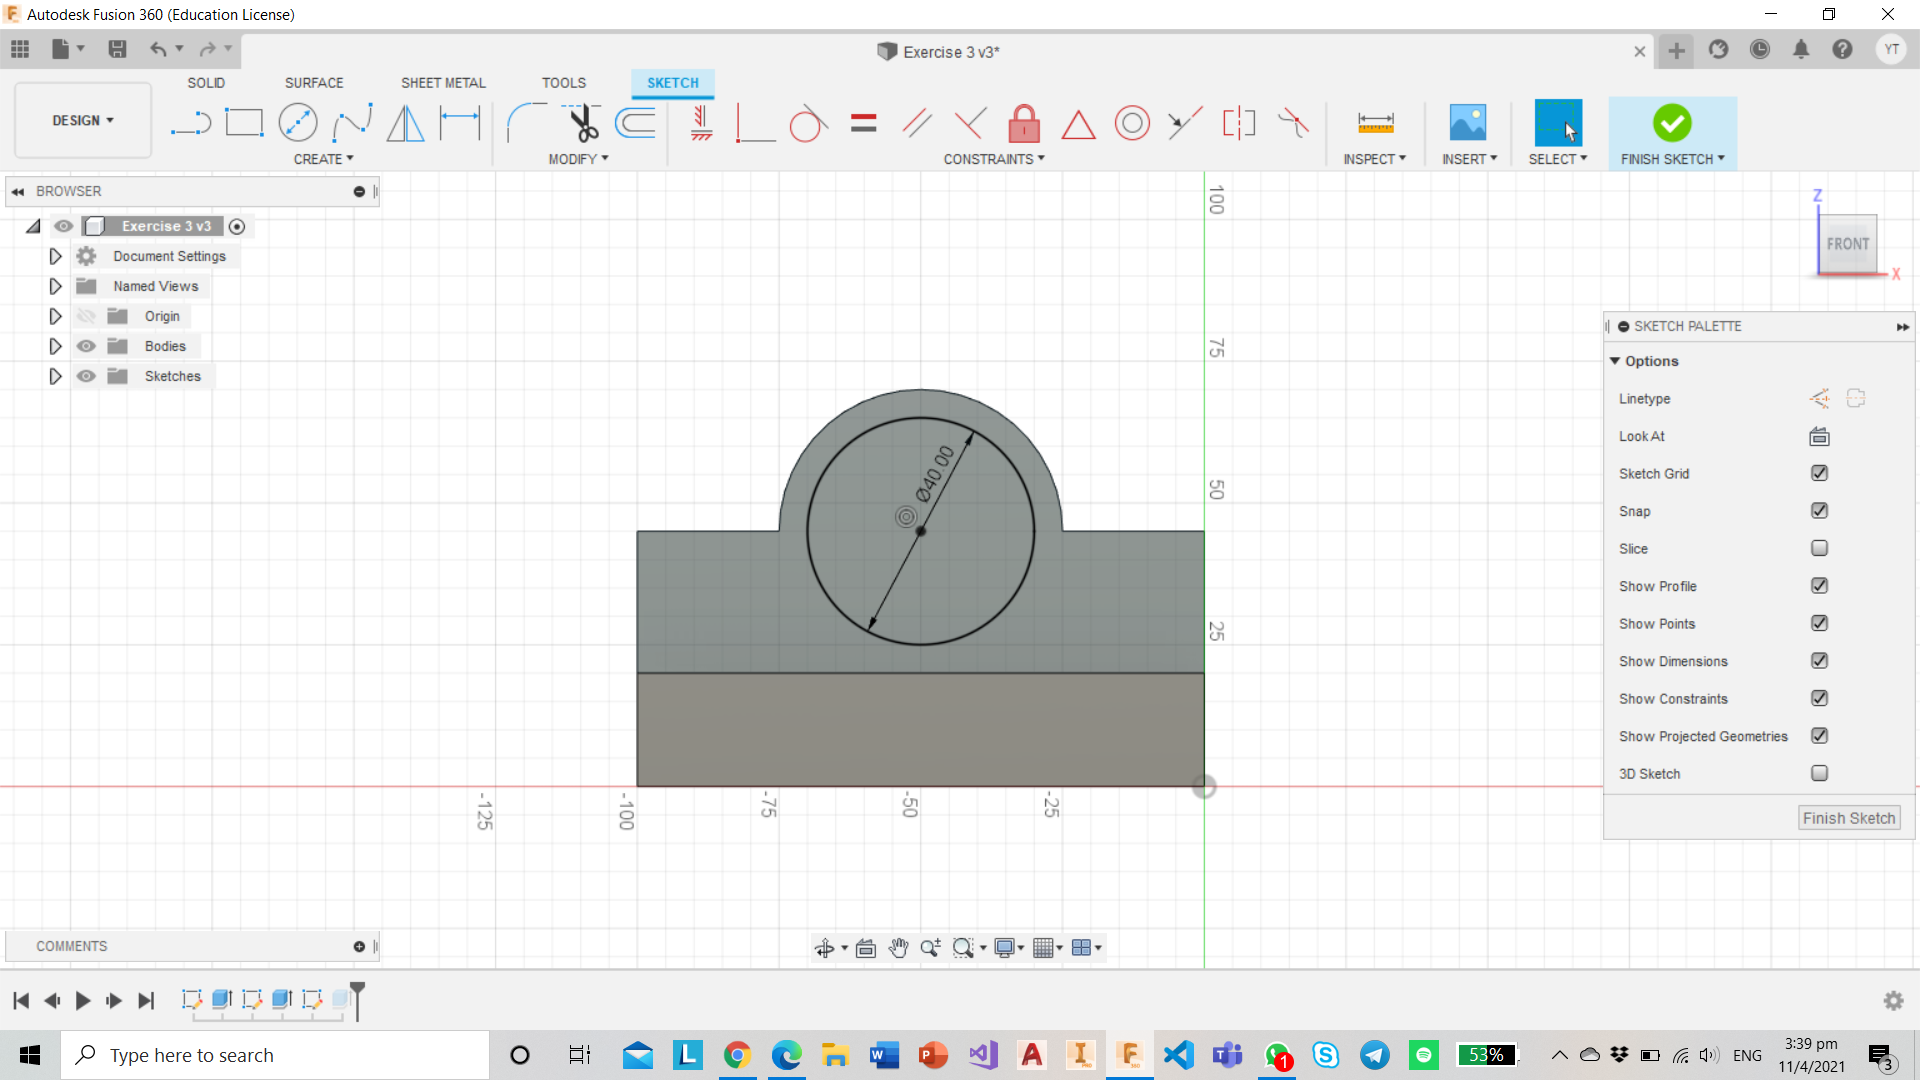 Autodesk Fusion 360 (Education License)
Exercise 3 v3*
YT
SOLID SURFACE SHEET METAL TOOLS SKETCH
DESIGN
CREATE MODIFY CONSTRAINTS INSPECT INSERT SELECT FINISH SKETCH
BROWSER
Exercise 3 v3
Document Settings
Named Views
Origin
Bodies
Sketches
100
75
50
25
-125
-100
-75
-50
-25
Ø40.00
Z
FRONT
X
SKETCH PALETTE
Options
Linetype
Look At
Sketch Grid
Snap
Slice
Show Profile
Show Points
Show Dimensions
Show Constraints
Show Projected Geometries
3D Sketch
Finish Sketch
COMMENTS
Type here to search
53%
ENG
3:39 pm
11/4/2021
3
1